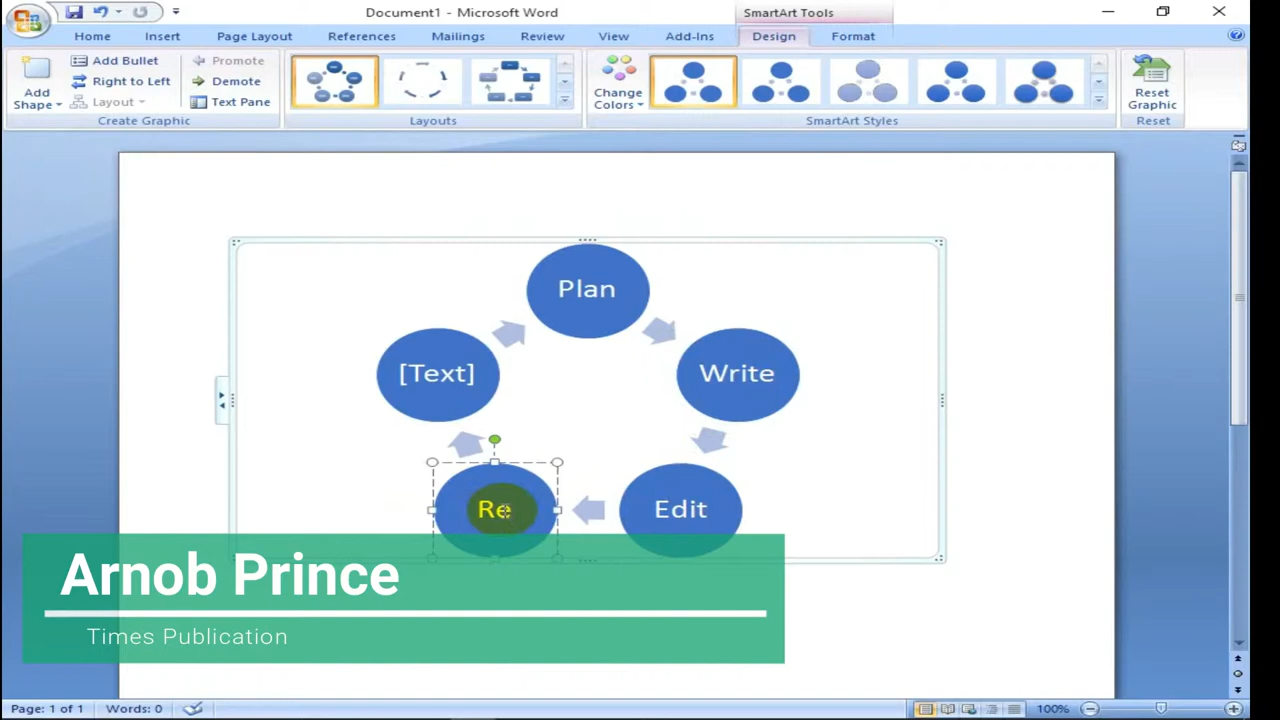 Document1 - Microsoft Word
SmartArt Tools
Home Insert Page Layout References Mailings Review View Add-Ins Design Format
Add Shape
Add Bullet
Right to Left
Layout
Promote
Demote
Text Pane
Create Graphic
Layouts
Change Colors
SmartArt Styles
Reset Graphic
Reset
Plan
[Text]
Write
Re
Edit
Arnob Prince
Times Publication
Page: 1 of 1 Words: 0 100%